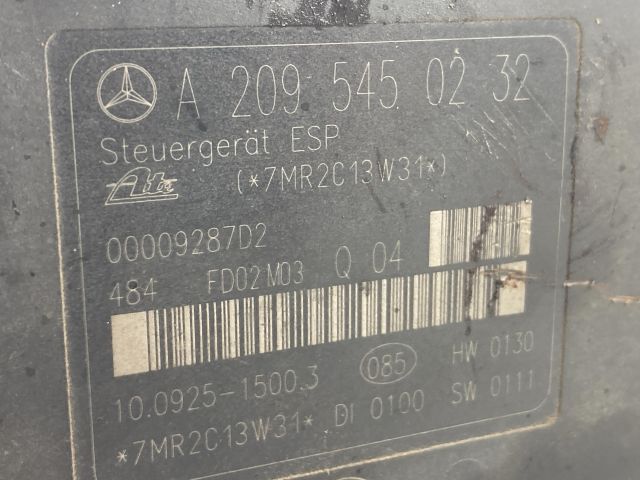 A 209 545 02 32
Steuergerät ESP
Ate (*7MR2C13W31*)
00009287D2
484 FD02M03 Q 04
10.0925-1500.3 085 HW 0130
*7MR2C13W31* DI 0100 SW 0111